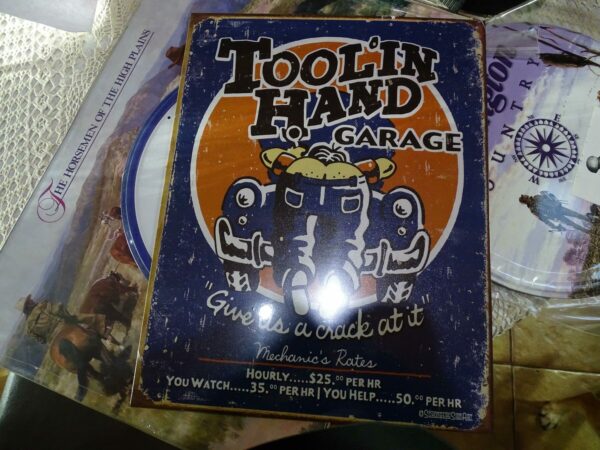 THE HORSEMEN OF THE HIGH PLAINS
TOOL'IN
HAND
GARAGE
"Give us a crack at it"
Mechanic's Rates
HOURLY.....$25.00 PER HR
YOU WATCH.....35.00 PER HR | YOU HELP.....50.00 PER HR
W